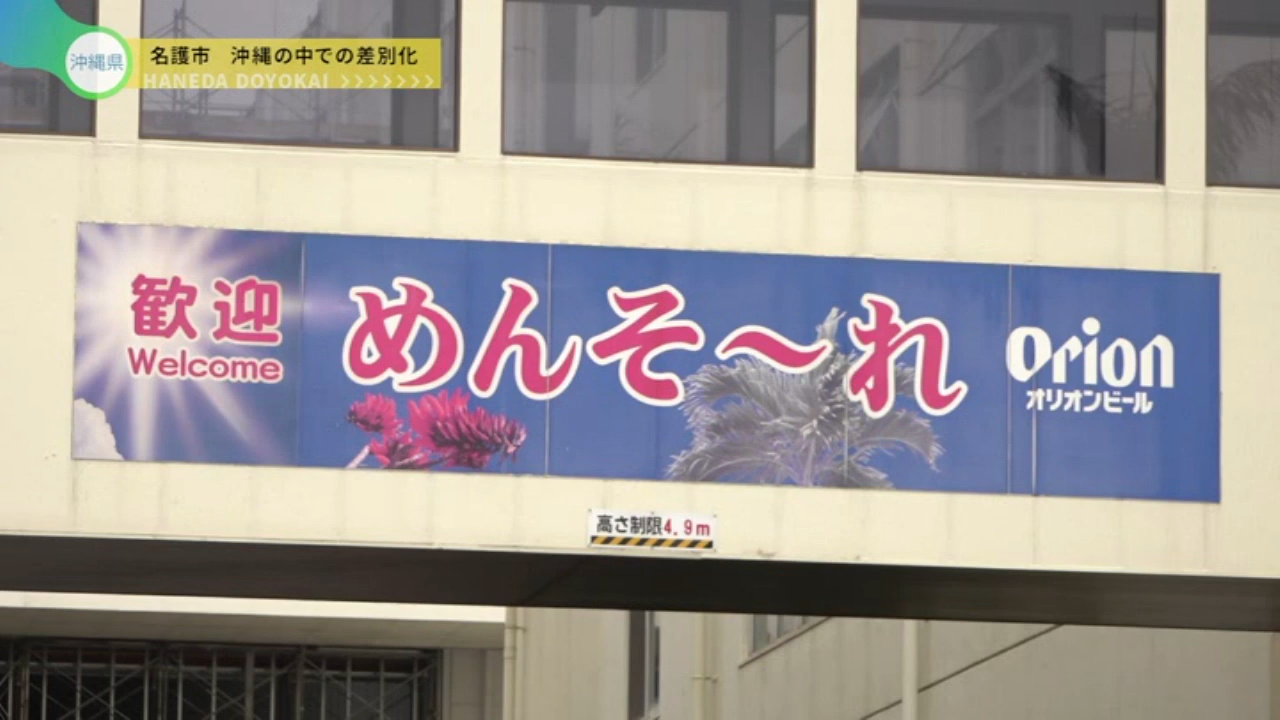 沖縄県
名護市 沖縄の中での差別化
HANEDA DOYOKAI >>>>>>>
歓迎
Welcome
めんそ〜れ
Orion
オリオンビール
高さ制限4.9m